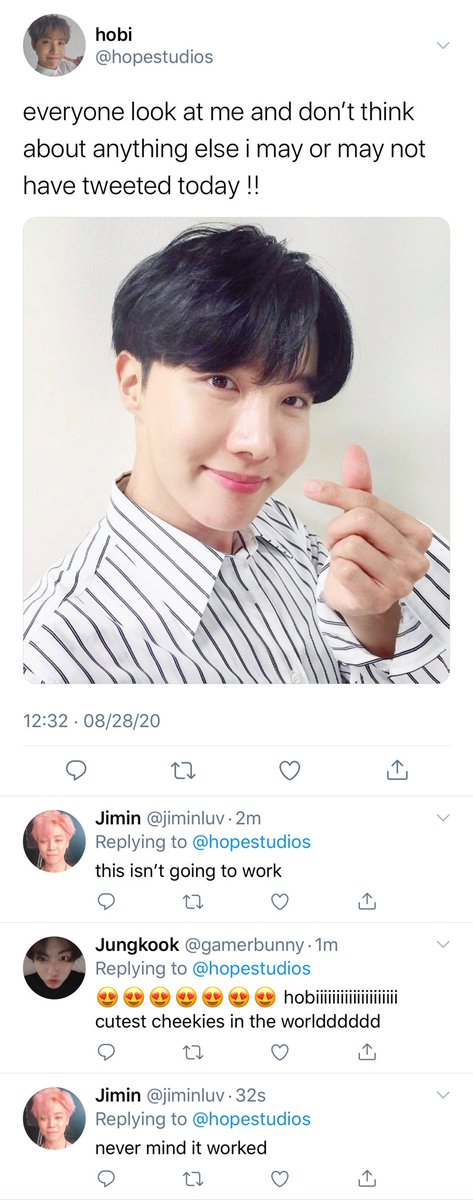 hobi
@hopestudios
everyone look at me and don’t think
about anything else i may or may not
have tweeted today !!
12:32 · 08/28/20
Jimin @jiminluv · 2m
Replying to @hopestudios
this isn’t going to work
Jungkook @gamerbunny · 1m
Replying to @hopestudios
😍😍😍😍😍😍😍 hobiiiiiiiiiiiiiiiiiiii
cutest cheekies in the worldddddd
Jimin @jiminluv · 32s
Replying to @hopestudios
never mind it worked